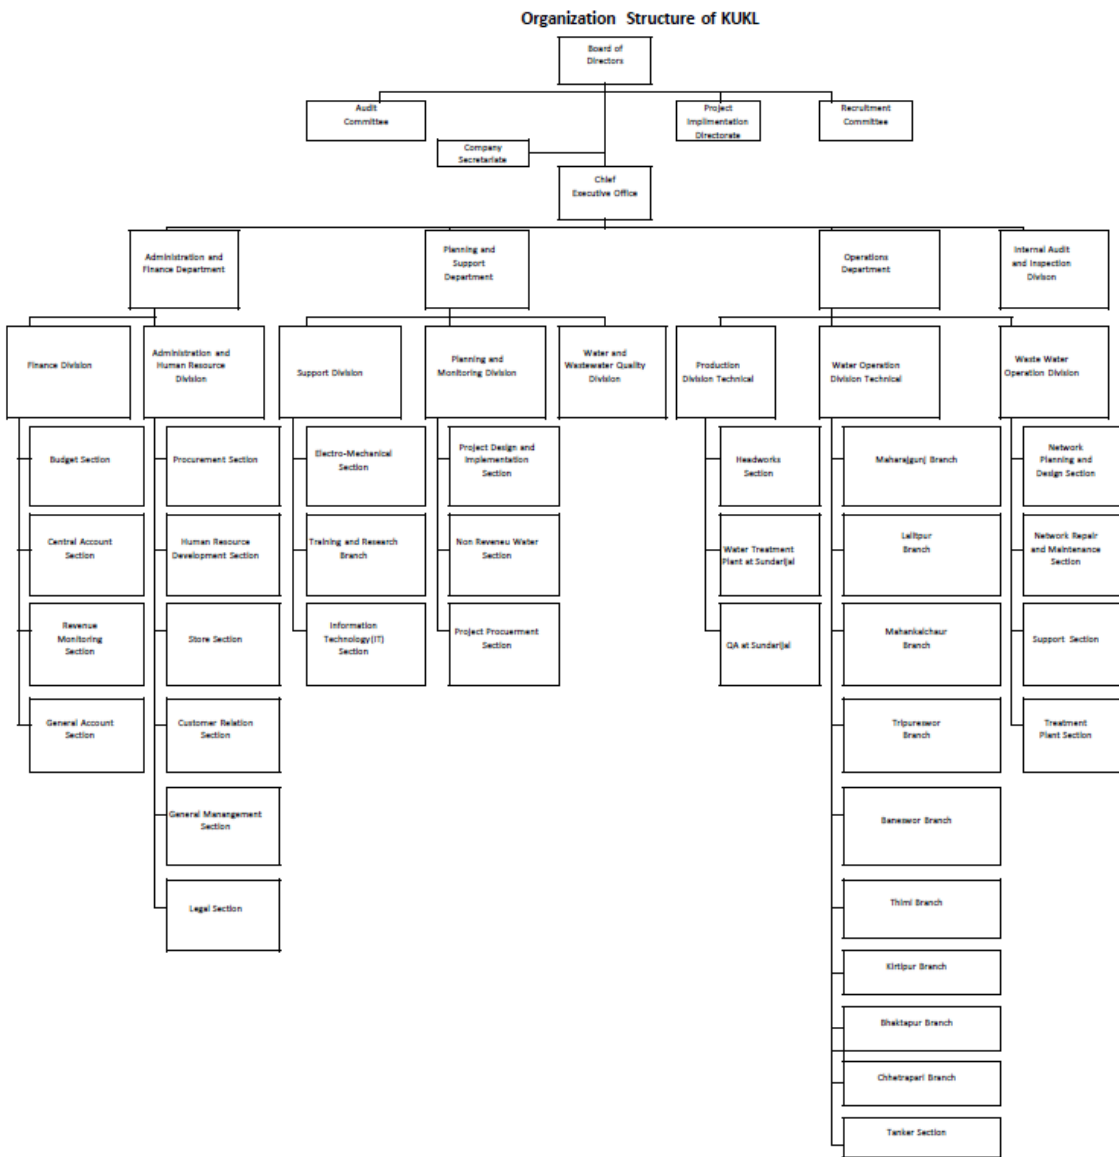 Organization Structure of KUKL
Board of
Directors
Audit
Committee
Project
Implimentation
Directorate
Recruitment
Committee
Company
Secretariate
Chief
Executive Office
Administration and
Finance Department
Planning and
Support
Department
Operations
Department
Internal Audit
and Inspection
Divison
Finance Division
Administration and
Human Resource
Division
Support Division
Planning and
Monitoring Division
Water and
Wastewater Quality
Division
Production
Division Technical
Water Operation
Division Technical
Waste Water
Operation Division
Budget Section
Procurement Section
Electro-Mechanical
Section
Project Design and
Implementation
Section
Headworks
Section
Maharajgunj Branch
Network
Planning and
Design Section
Central Account
Section
Human Resource
Development Section
Training and Research
Branch
Non Reveneu Water
Section
Water Treatment
Plant at Sundarijal
Lalitpur
Branch
Network Repair
and Maintenance
Section
Revenue
Monitoring
Section
Store Section
Information
Technology(IT)
Section
Project Procuerment
Section
QA at Sundarijal
Mahankalchaur
Branch
Support Section
General Account
Section
Customer Relation
Section
Tripureswor
Branch
Treatment
Plant Section
General Manangement
Section
Baneswor Branch
Legal Section
Thimi Branch
Kirtipur Branch
Bhaktapur Branch
Chhetrapari Branch
Tanker Section